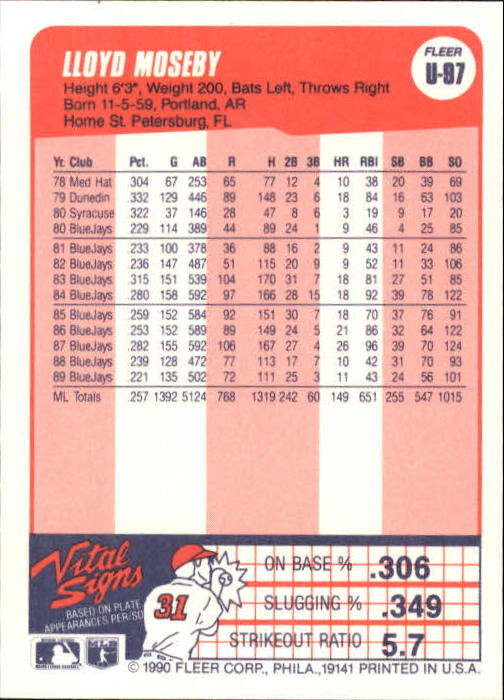 LLOYD MOSEBY
FLEER
U-97
Height 6'3", Weight 200, Bats Left, Throws Right
Born 11-5-59, Portland, AR
Home St. Petersburg, FL
Yr. Club Pct. G AB R H 2B 3B HR RBI SB BB SO
78 Med Hat .304 67 253 65 77 12 4 10 38 20 39 69
79 Dunedin .332 129 446 89 148 23 6 18 84 16 63 103
80 Syracuse .322 37 146 28 47 8 6 3 19 9 17 20
80 BlueJays .229 114 389 44 89 24 1 9 46 4 25 85
81 BlueJays .233 100 378 36 88 16 2 9 43 11 24 86
82 BlueJays .236 147 487 51 115 20 9 9 52 11 33 106
83 BlueJays .315 151 539 104 170 31 7 18 81 27 51 85
84 BlueJays .280 158 592 97 166 28 15 18 92 39 78 122
85 BlueJays .259 152 584 92 151 30 7 18 70 37 76 91
86 BlueJays .253 152 589 89 149 24 5 21 86 32 64 122
87 BlueJays .282 155 592 106 167 27 4 26 96 39 70 124
88 BlueJays .239 128 472 77 113 17 7 10 42 31 70 93
89 BlueJays .221 135 502 72 111 25 3 11 43 24 56 101
ML Totals .257 1392 5124 768 1319 242 60 149 651 255 547 1015
Vital
Signs
BASED ON PLATE
APPEARANCES PER/SO
31
ON BASE % .306
SLUGGING % .349
STRIKEOUT RATIO 5.7
© 1990 FLEER CORP., PHILA., 19141 PRINTED IN U.S.A.